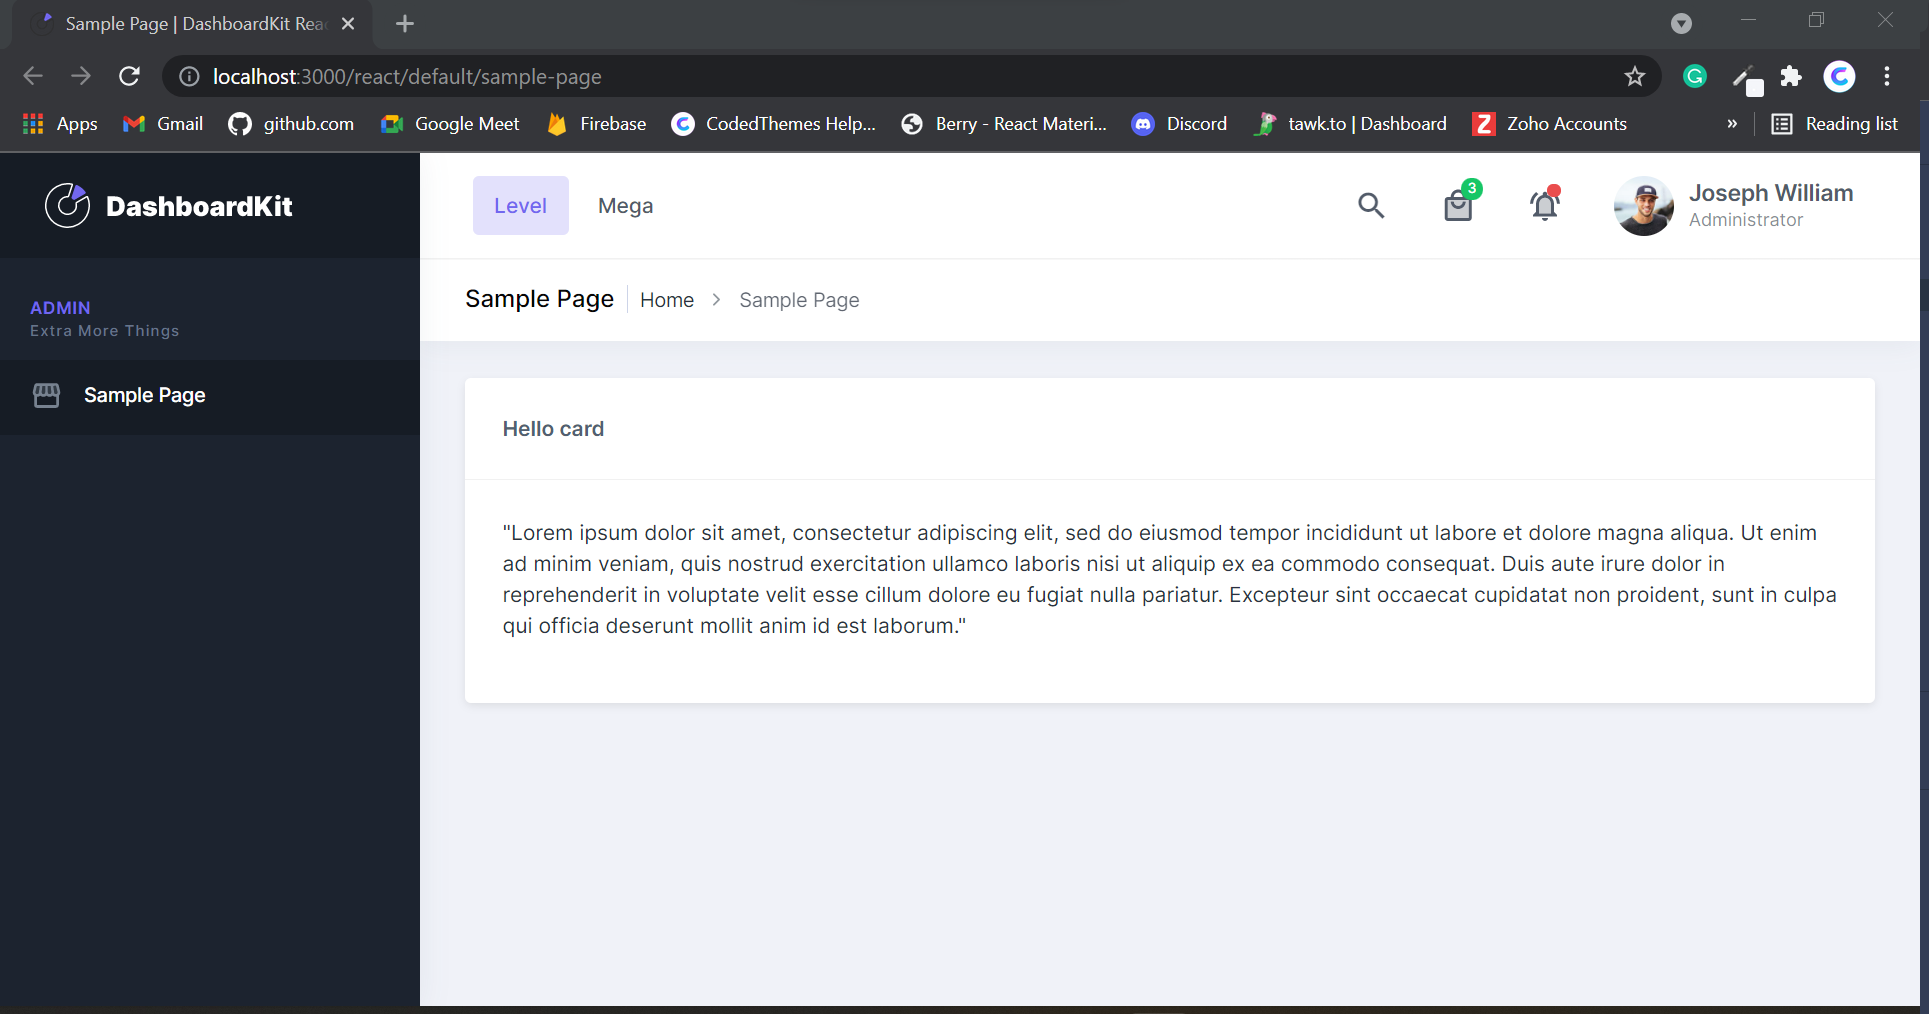 Sample Page | DashboardKit Rea
localhost:3000/react/default/sample-page
Apps
Gmail
github.com
Google Meet
Firebase
CodedThemes Help...
Berry - React Materi...
Discord
tawk.to | Dashboard
Zoho Accounts
»
Reading list
DashboardKit
Level
Mega
3
Joseph William
Administrator
ADMIN
Extra More Things
Sample Page
Sample Page
Home
Sample Page
Hello card
"Lorem ipsum dolor sit amet, consectetur adipiscing elit, sed do eiusmod tempor incididunt ut labore et dolore magna aliqua. Ut enim
ad minim veniam, quis nostrud exercitation ullamco laboris nisi ut aliquip ex ea commodo consequat. Duis aute irure dolor in
reprehenderit in voluptate velit esse cillum dolore eu fugiat nulla pariatur. Excepteur sint occaecat cupidatat non proident, sunt in culpa
qui officia deserunt mollit anim id est laborum."